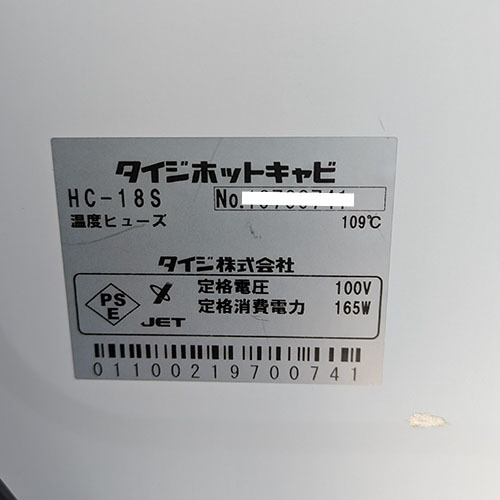 タイジホットキャビ
HC-18S No.
温度ヒューズ 109℃
タイジ株式会社
PS
E
JET
定格電圧 100V
定格消費電力 165W
01100219700741